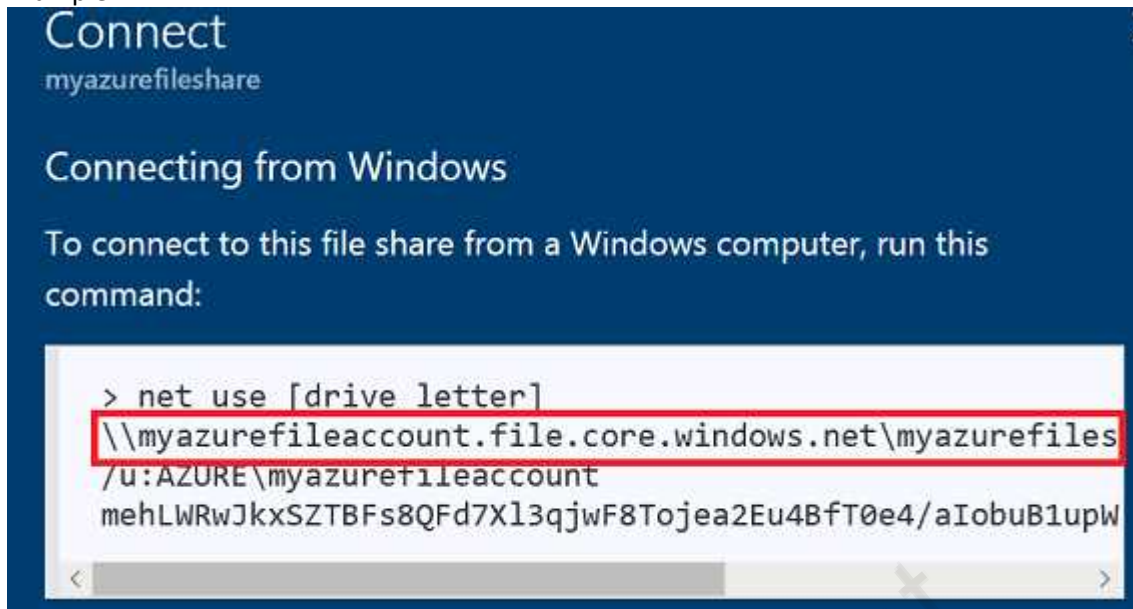 Connect
myazurefileshare
Connecting from Windows
To connect to this file share from a Windows computer, run this
command:
> net use [drive letter]
\\myazurefileaccount.file.core.windows.net\myazurefiles
/u:AZURE\myazurefileaccount
mehLWRwJkxSZTBFs8QFd7Xl3qjwF8Tojea2Eu4BfT0e4/aIobuB1upW